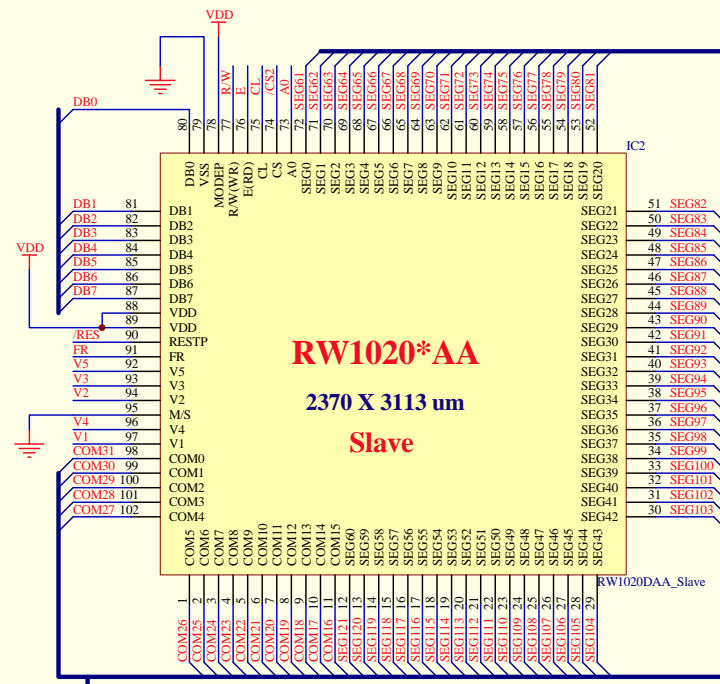 VDD
R/W
E
CL
/CS2
A0
SEG61
SEG62
SEG63
SEG64
SEG65
SEG66
SEG67
SEG68
SEG69
SEG70
SEG71
SEG72
SEG73
SEG74
SEG75
SEG76
SEG77
SEG78
SEG79
SEG80
SEG81
DB0
80
79
78
77
76
75
74
73
72
71
70
69
68
67
66
65
64
63
62
61
60
59
58
57
56
55
54
53
52
IC2
DB0
VSS
MODEP
R/W(WR)
E(RD)
CL
CS
A0
SEG0
SEG1
SEG2
SEG3
SEG4
SEG5
SEG6
SEG7
SEG8
SEG9
SEG10
SEG11
SEG12
SEG13
SEG14
SEG15
SEG16
SEG17
SEG18
SEG19
SEG20
DB1 81 DB1
DB2 82 DB2
DB3 83 DB3
DB4 84 DB4
VDD
DB5 85 DB5
DB6 86 DB6
DB7 87 DB7
88 VDD
89 VDD
/RES 90 RESTP
FR 91 FR
V5 92 V5
V3 93 V3
V2 94 V2
95 M/S
V4 96 V4
V1 97 V1
COM31 98 COM0
COM30 99 COM1
COM29 100 COM2
COM28 101 COM3
COM27 102 COM4
RW1020*AA
2370 X 3113 um
Slave
SEG21 51 SEG82
SEG22 50 SEG83
SEG23 49 SEG84
SEG24 48 SEG85
SEG25 47 SEG86
SEG26 46 SEG87
SEG27 45 SEG88
SEG28 44 SEG89
SEG29 43 SEG90
SEG30 42 SEG91
SEG31 41 SEG92
SEG32 40 SEG93
SEG33 39 SEG94
SEG34 38 SEG95
SEG35 37 SEG96
SEG36 36 SEG97
SEG37 35 SEG98
SEG38 34 SEG99
SEG39 33 SEG100
SEG40 32 SEG101
SEG41 31 SEG102
SEG42 30 SEG103
COM5
COM6
COM7
COM8
COM9
COM10
COM11
COM12
COM13
COM14
COM15
SEG60
SEG59
SEG58
SEG57
SEG56
SEG55
SEG54
SEG53
SEG52
SEG51
SEG50
SEG49
SEG48
SEG47
SEG46
SEG45
SEG44
SEG43
RW1020DAA_Slave
1
2
3
4
5
6
7
8
9
10
11
12
13
14
15
16
17
18
19
20
21
22
23
24
25
26
27
28
29
COM26
COM25
COM24
COM23
COM22
COM21
COM20
COM19
COM18
COM17
COM16
SEG121
SEG120
SEG119
SEG118
SEG117
SEG116
SEG115
SEG114
SEG113
SEG112
SEG111
SEG110
SEG109
SEG108
SEG107
SEG106
SEG105
SEG104